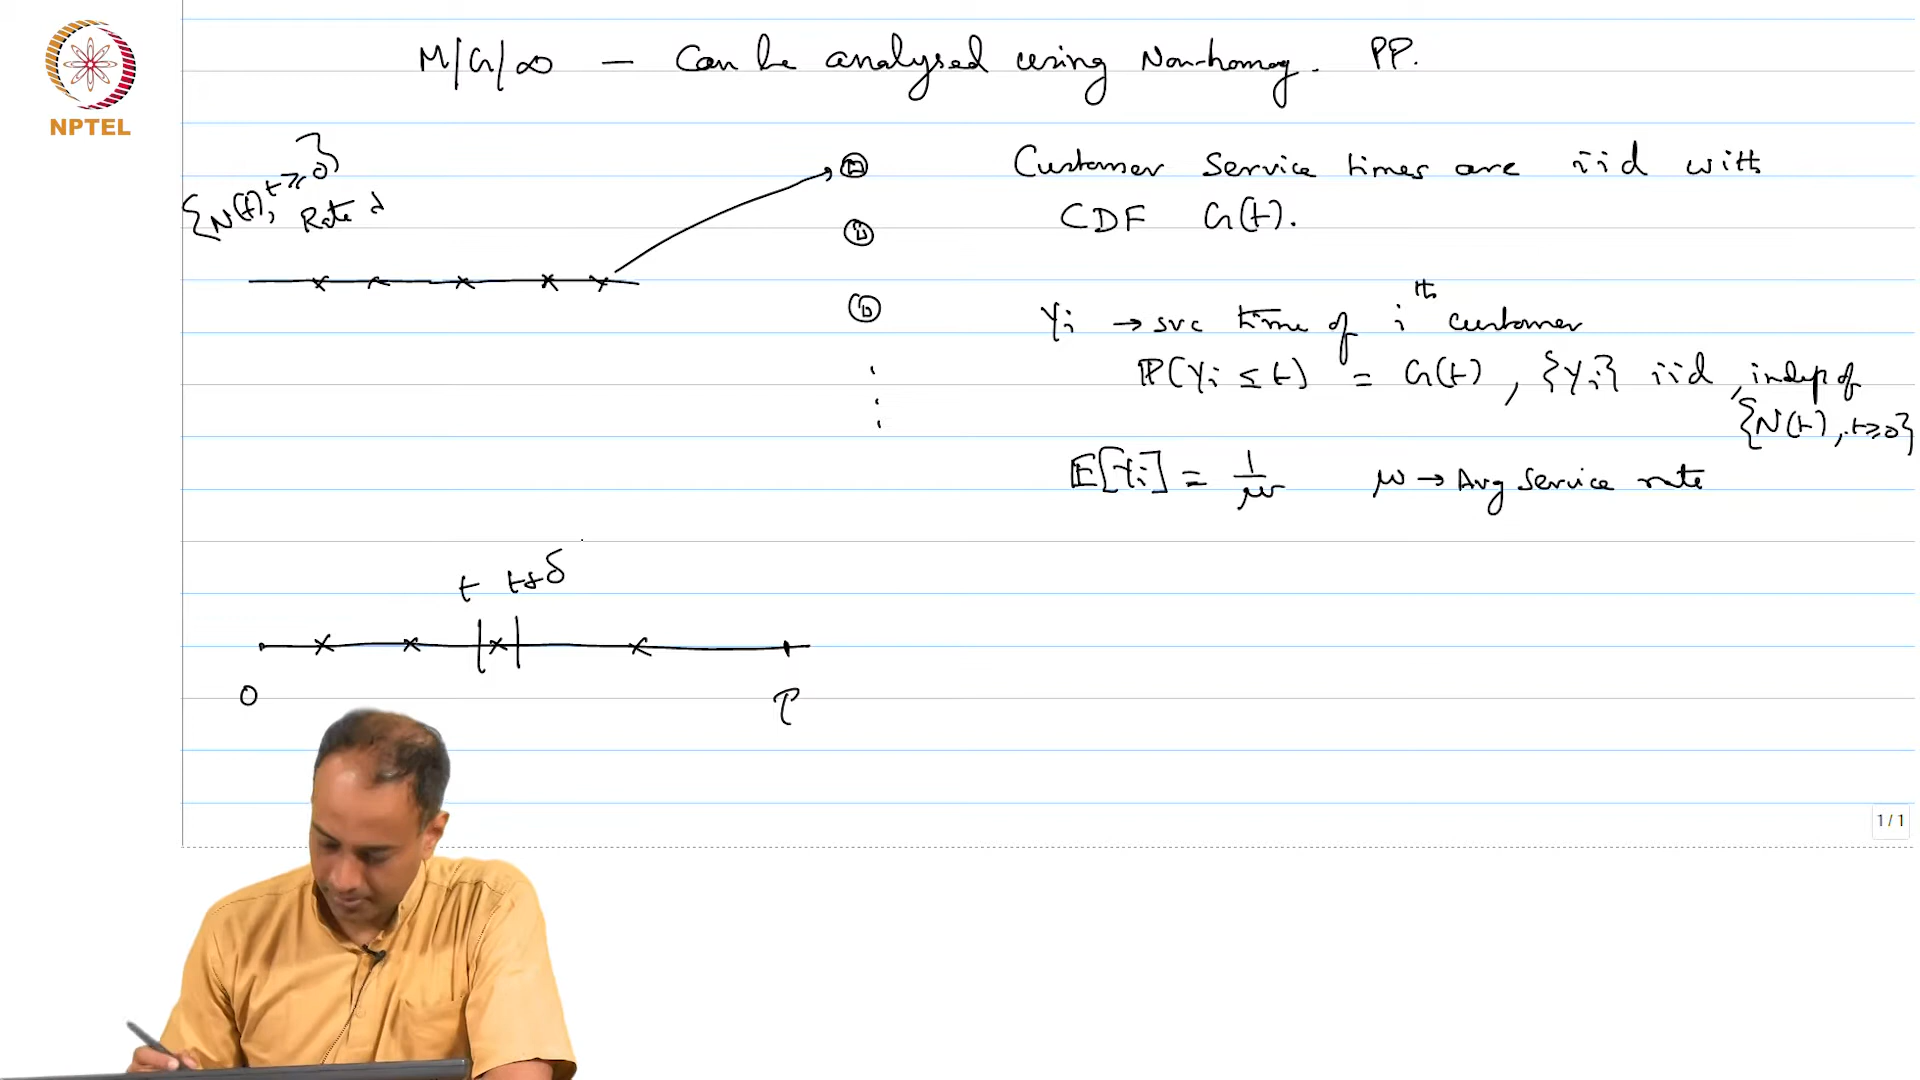 NPTEL
M/G/∞ — Can be analysed using Non-homog. PP.
{N(t), t≥0}
Rate λ
Customer service times are iid with
CDF G(t).
Yi → svc time of ith customer
P(Yi ≤ t) = G(t), {Yi} iid, indep of
{N(t), t≥0}
E[Yi] = 1/μ    μ → Avg service rate
t t+δ
0 τ
1 / 1